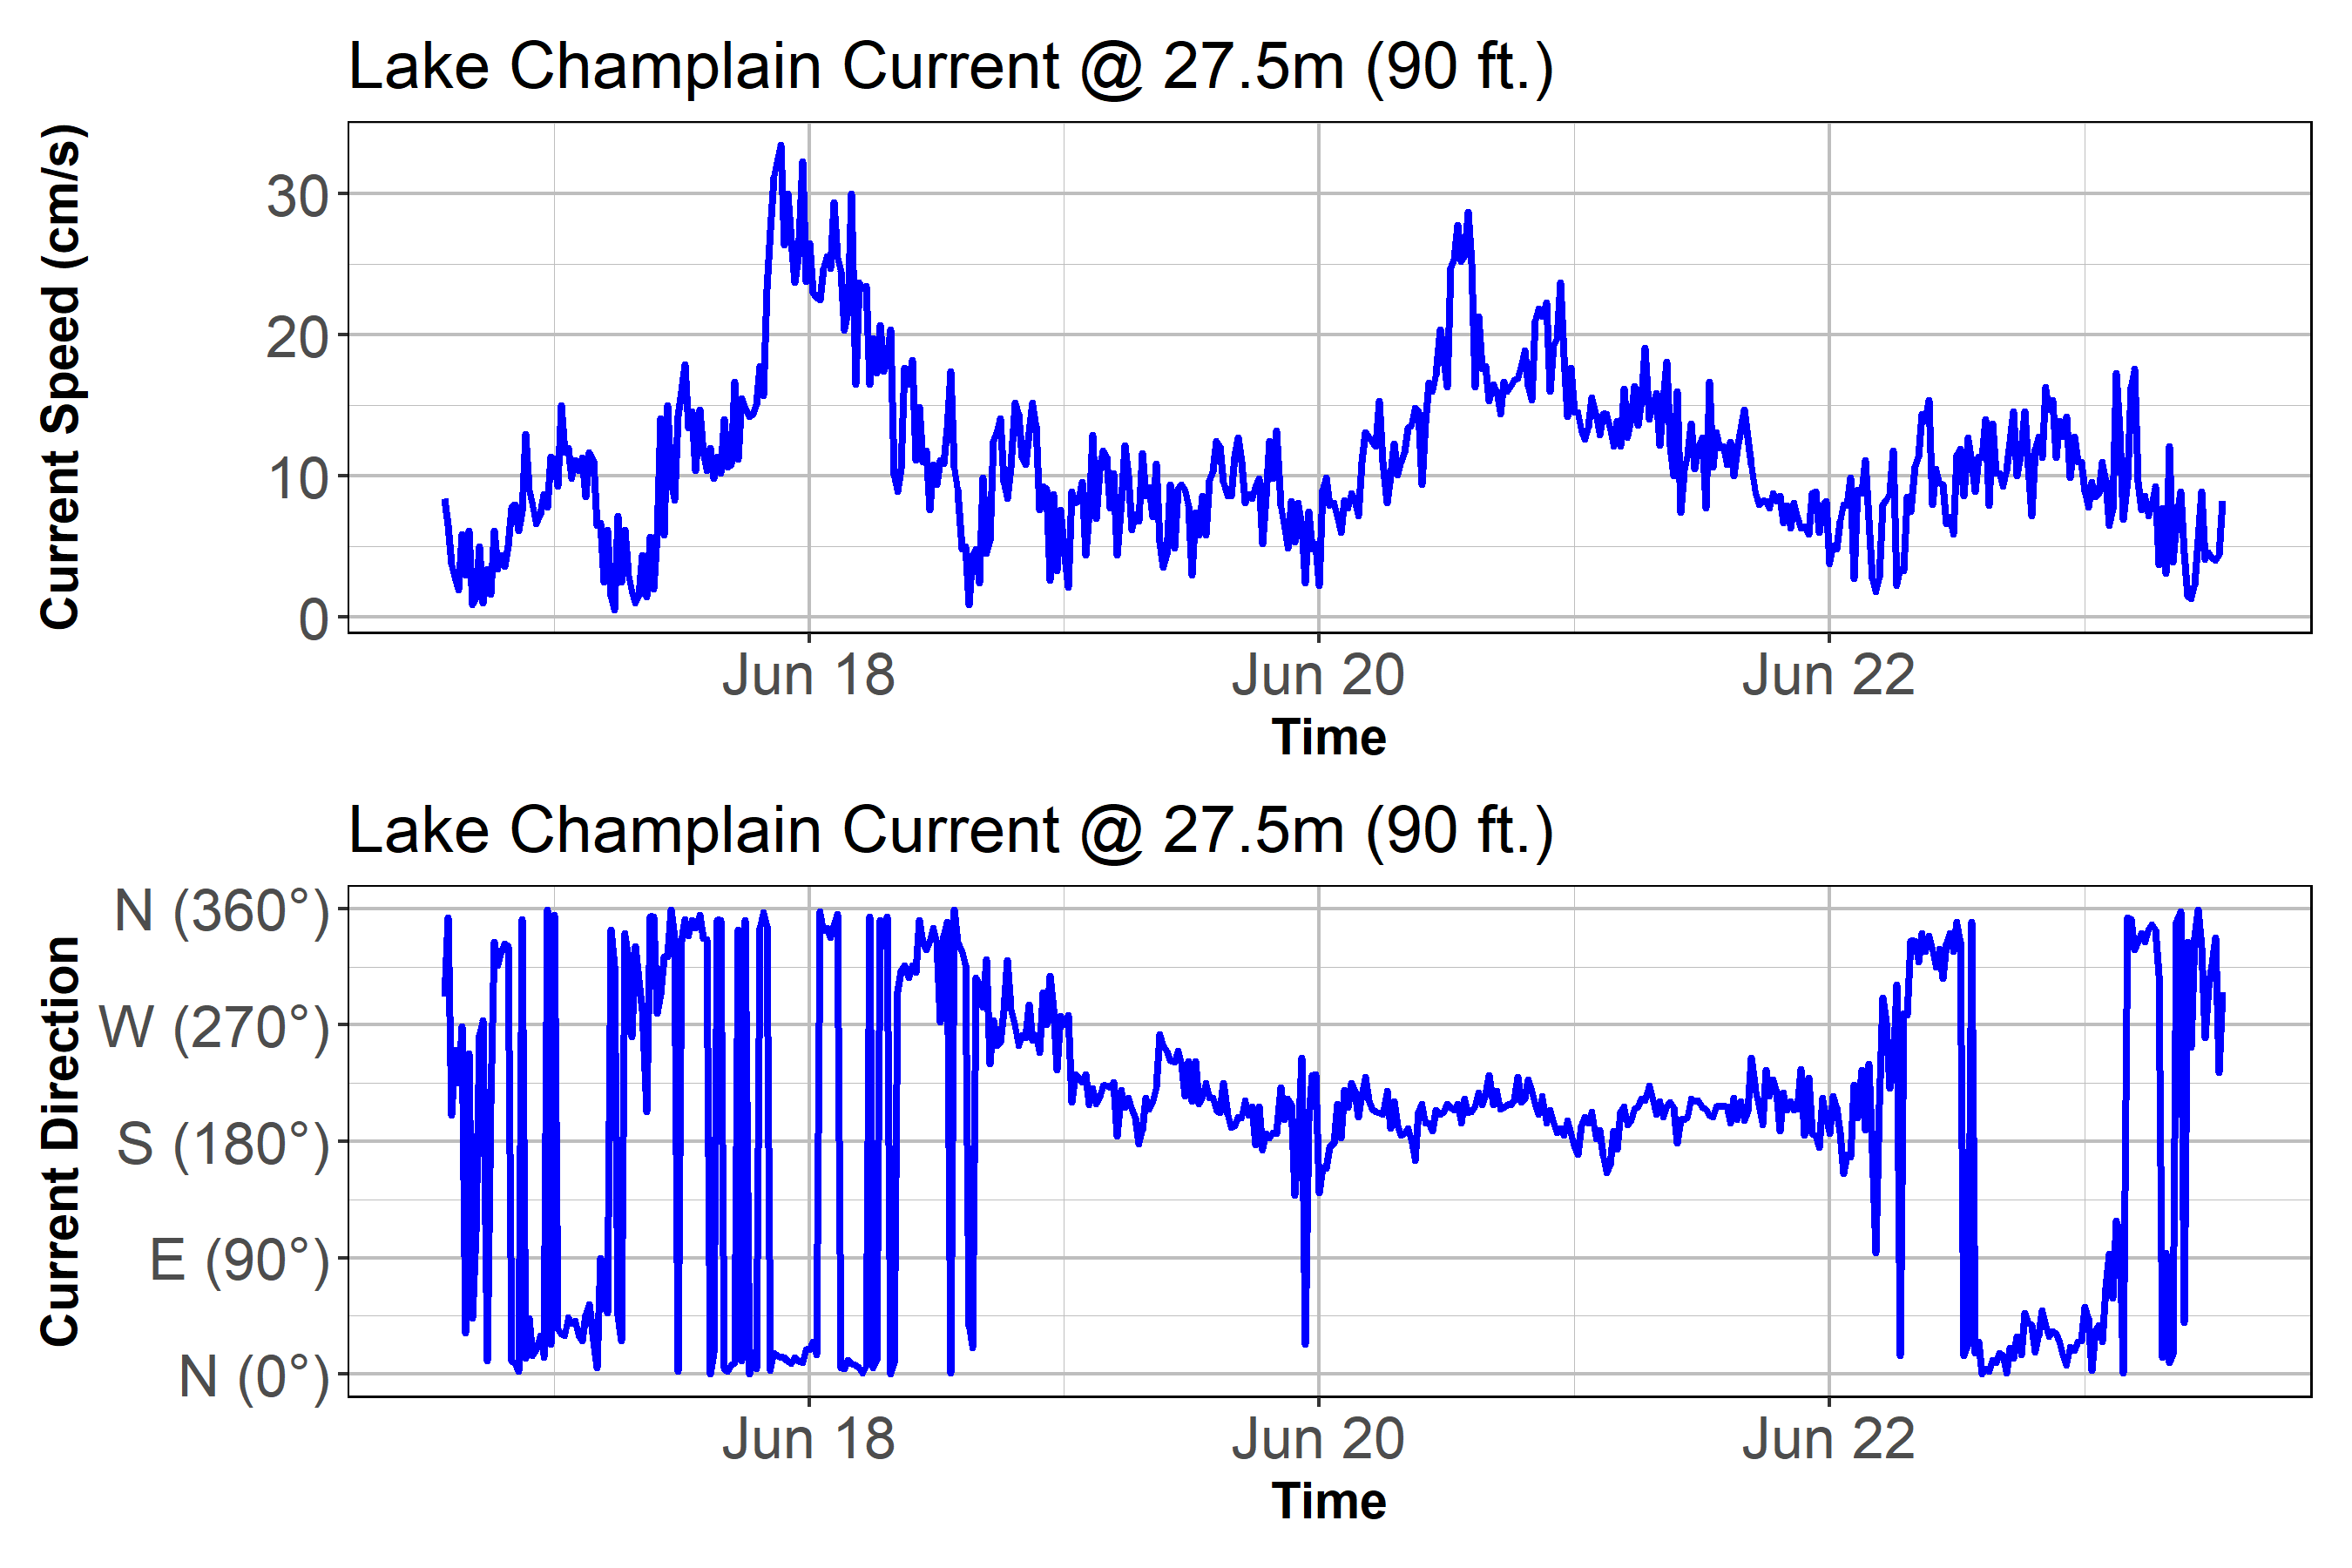 Lake Champlain Current @ 27.5m (90 ft.)
Current Speed (cm/s)
30
20
10
0
Jun 18 Jun 20 Jun 22
Time
Lake Champlain Current @ 27.5m (90 ft.)
Current Direction
N (360°)
W (270°)
S (180°)
E (90°)
N (0°)
Jun 18 Jun 20 Jun 22
Time